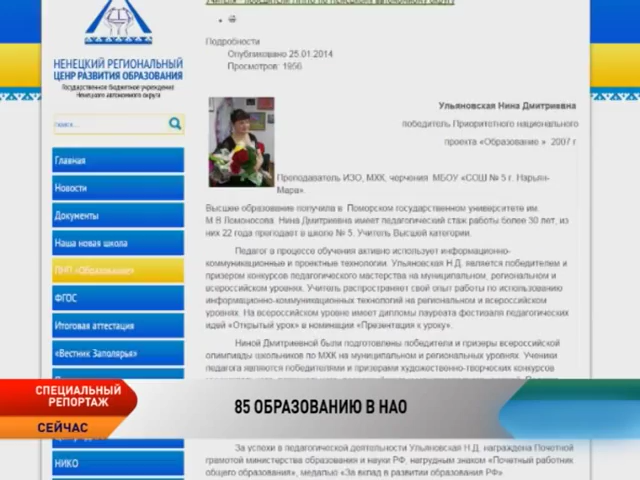 Учителя - победители ПНПО по Ненецкому автономному округу
НЕНЕЦКИЙ РЕГИОНАЛЬНЫЙ
ЦЕНР РАЗВИТИЯ ОБРАЗОВАНИЯ
Государственное бюджетное учреждение
Ненецкого автономного округа
поиск...
Главная
Новости
Документы
Наша новая школа
ПНП «Образование»
ФГОС
Итоговая аттестация
«Вестник Заполярья»
НИКО
Подробности
Опубликовано 25.01.2014
Просмотров: 1956
Ульяновская Нина Дмитриевна
победитель Приоритетного национального
проекта «Образование » 2007 г
Преподаватель ИЗО, МХК, черчения МБОУ «СОШ № 5 г. Нарьян-
Мара».
Высшее образование получила в Поморском государственном университете им.
М.В.Ломоносова. Нина Дмитриевна имеет педагогический стаж работы более 30 лет, из
них 22 года преподает в школе № 5. Учитель Высшей категории.
Педагог в процессе обучения активно использует информационно-
коммуникационные и проектные технологии. Ульяновская Н.Д. является победителем и
призером конкурсов педагогического мастерства на муниципальном, региональном и
всероссийском уровнях. Учитель распространяет свой опыт работы по использованию
информационно-коммуникационных технологий на региональном и всероссийском
уровнях. На всероссийском уровне имеет дипломы лауреата фестиваля педагогических
идей «Открытый урок» в номинации «Презентация к уроку».
Ниной Дмитриевной были подготовлены победители и призеры всероссийской
олимпиады школьников по МХК на муниципальном и региональных уровнях. Ученики
педагога являются победителями и призерами художественно-творческих конкурсов
СПЕЦИАЛЬНЫЙ
РЕПОРТАЖ
СЕЙЧАС
85 ОБРАЗОВАНИЮ В НАО
За успехи в педагогической деятельности Ульяновская Н.Д. награждена Почетной
грамотой министерства образования и науки РФ, нагрудным знаком «Почетный работник
общего образования», медалью «За вклад в развитии образования РФ»